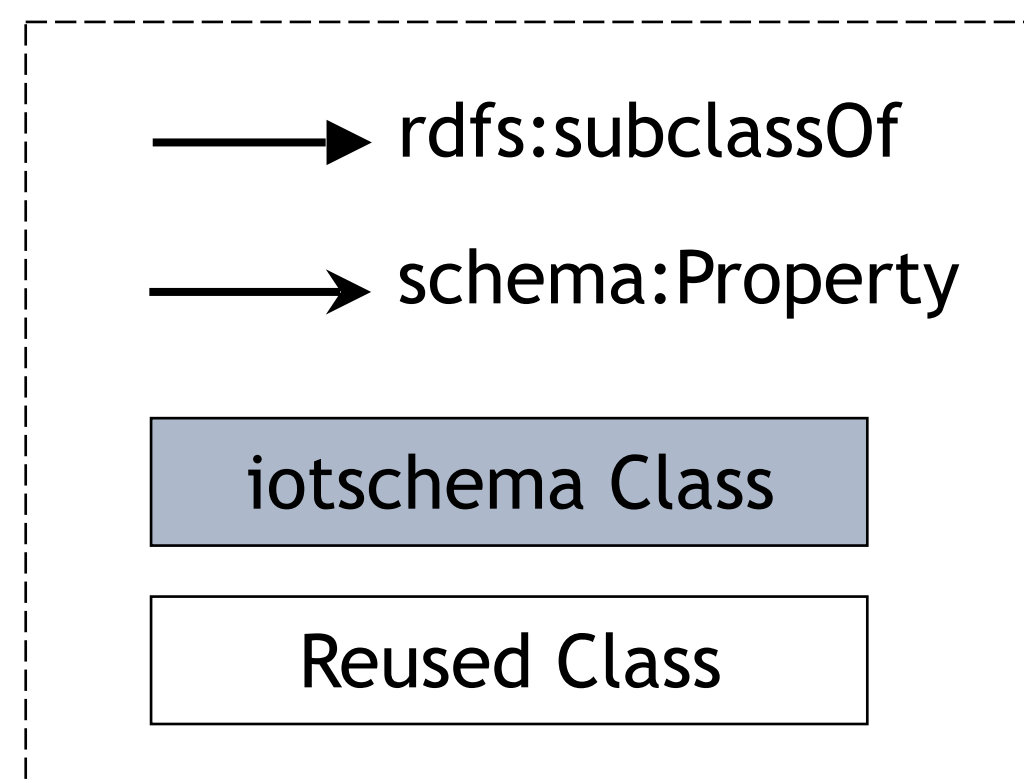 rdfs:subclassOf
schema:Property
iotschema Class
Reused Class